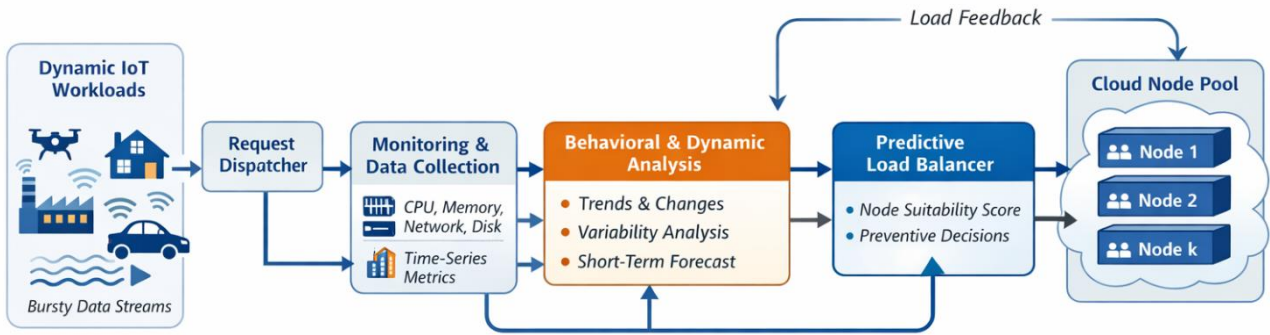 Load Feedback
Dynamic IoT
Workloads
Bursty Data Streams
Request
Dispatcher
Monitoring &
Data Collection
CPU, Memory,
Network, Disk
Time-Series
Metrics
Behavioral & Dynamic
Analysis
• Trends & Changes
• Variability Analysis
• Short-Term Forecast
Predictive
Load Balancer
• Node Suitability Score
• Preventive Decisions
Cloud Node Pool
Node 1
Node 2
Node k